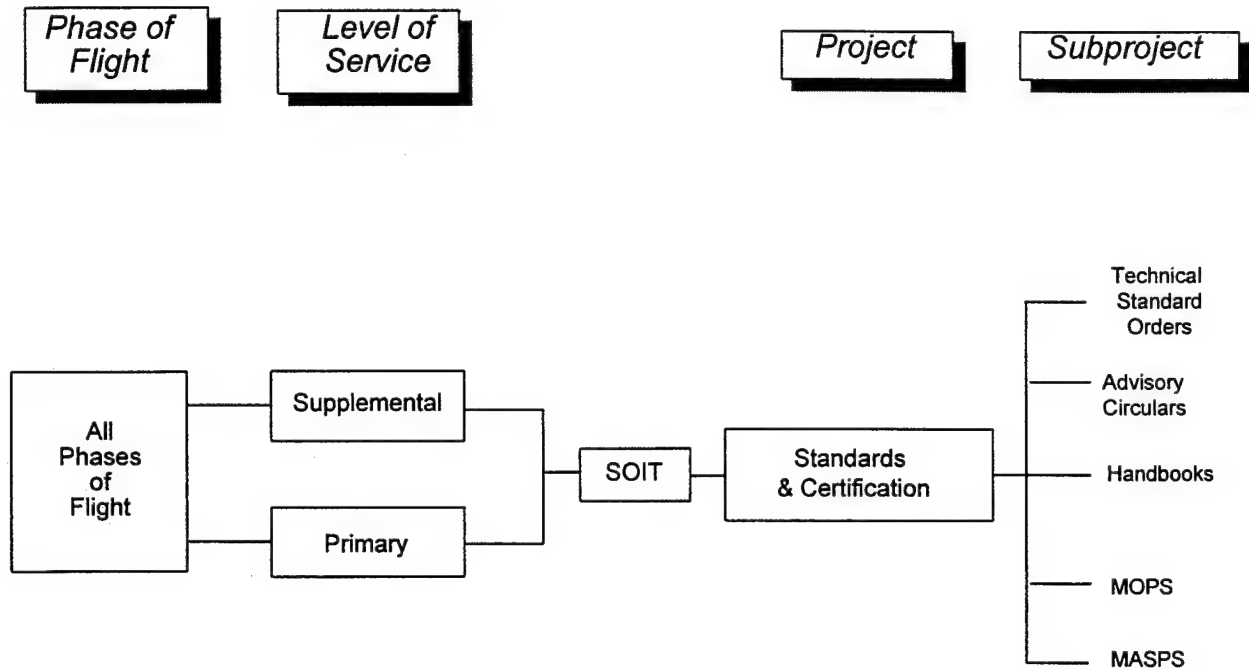 Phase of
Flight
Level of
Service
Project
Subproject
All
Phases
of
Flight
Supplemental
Primary
SOIT
Standards
& Certification
Technical
Standard
Orders
Advisory
Circulars
Handbooks
MOPS
MASPS